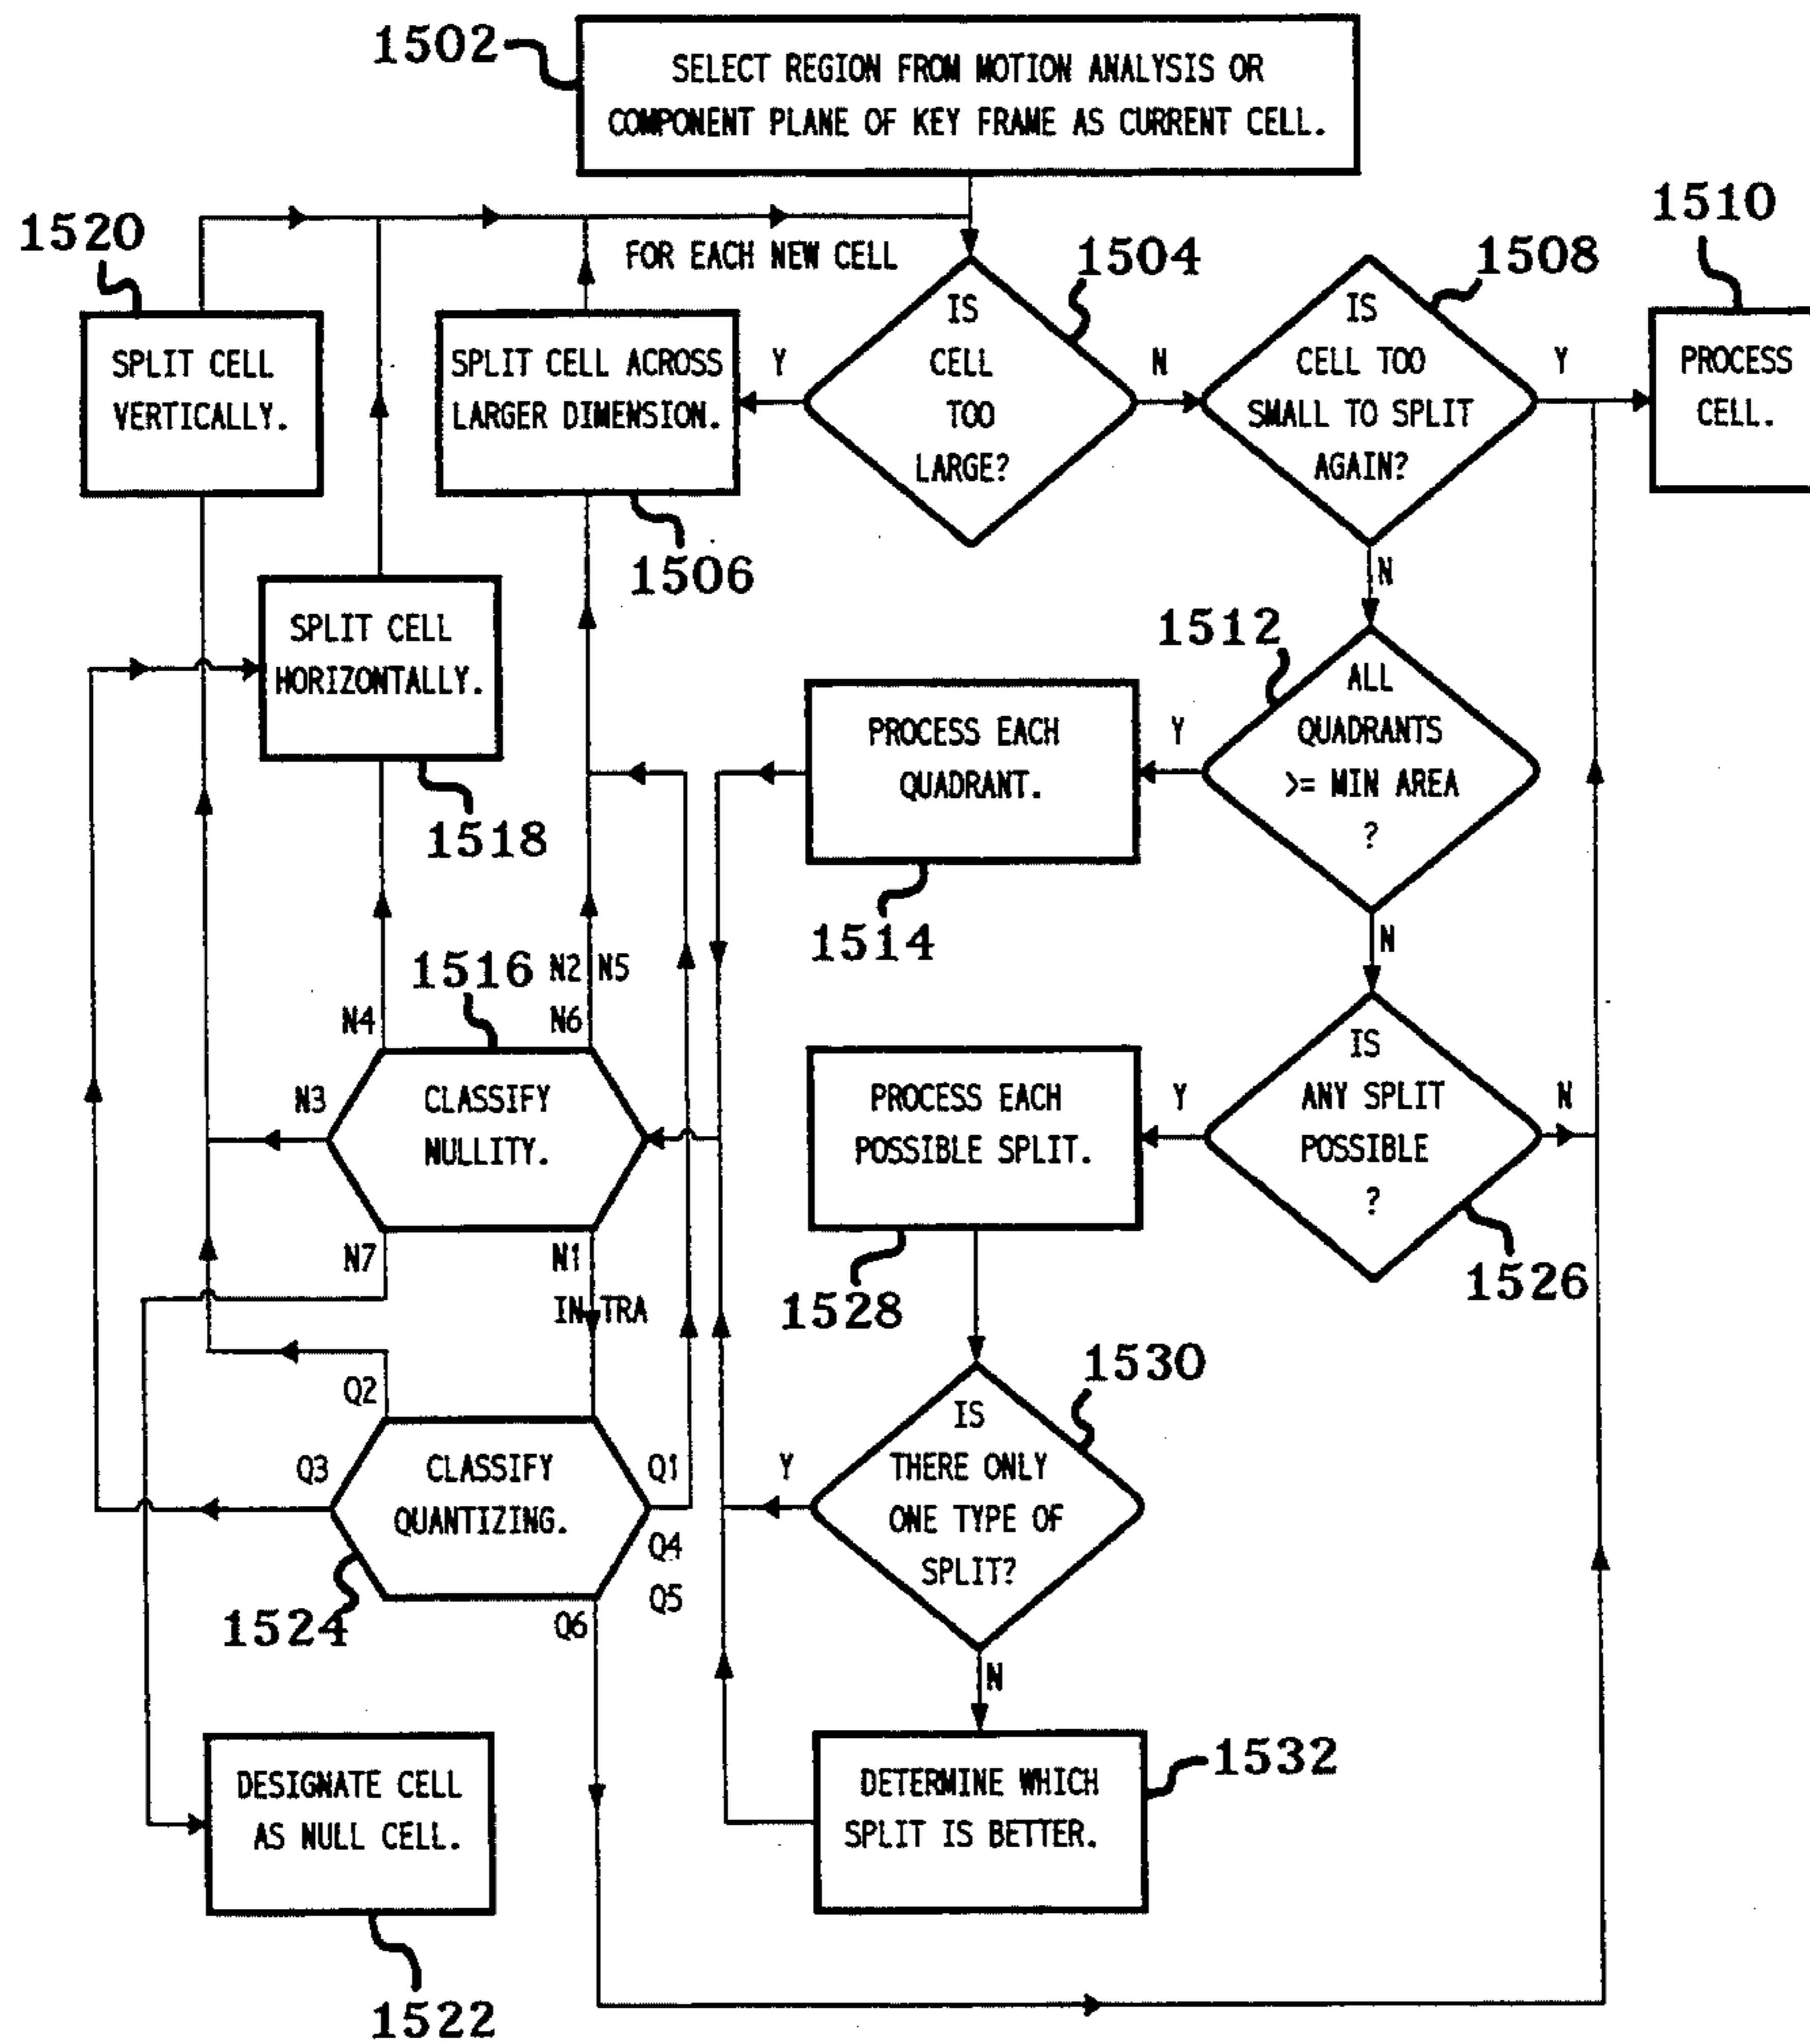 1502
SELECT REGION FROM MOTION ANALYSIS OR
COMPONENT PLANE OF KEY FRAME AS CURRENT CELL.
1520
FOR EACH NEW CELL
1504
1508
1510
SPLIT CELL
VERTICALLY.
SPLIT CELL ACROSS
LARGER DIMENSION.
Y
IS
CELL
TOO
LARGE?
N
IS
CELL TOO
SMALL TO SPLIT
AGAIN?
Y
PROCESS
CELL.
1506
N
SPLIT CELL
HORIZONTALLY.
1518
1512
PROCESS EACH
QUADRANT.
Y
ALL
QUADRANTS
>= MIN AREA
?
1514
N
1516
N2 N5
N4
N6
N3
CLASSIFY
NULLITY.
N7
N1
INTRA
PROCESS EACH
POSSIBLE SPLIT.
Y
IS
ANY SPLIT
POSSIBLE
?
N
1528
1526
1530
Q2
Q3
CLASSIFY
QUANTIZING.
Q1
Q4
Q5
Q6
1524
Y
IS
THERE ONLY
ONE TYPE OF
SPLIT?
N
DESIGNATE CELL
AS NULL CELL.
1522
DETERMINE WHICH
SPLIT IS BETTER.
1532